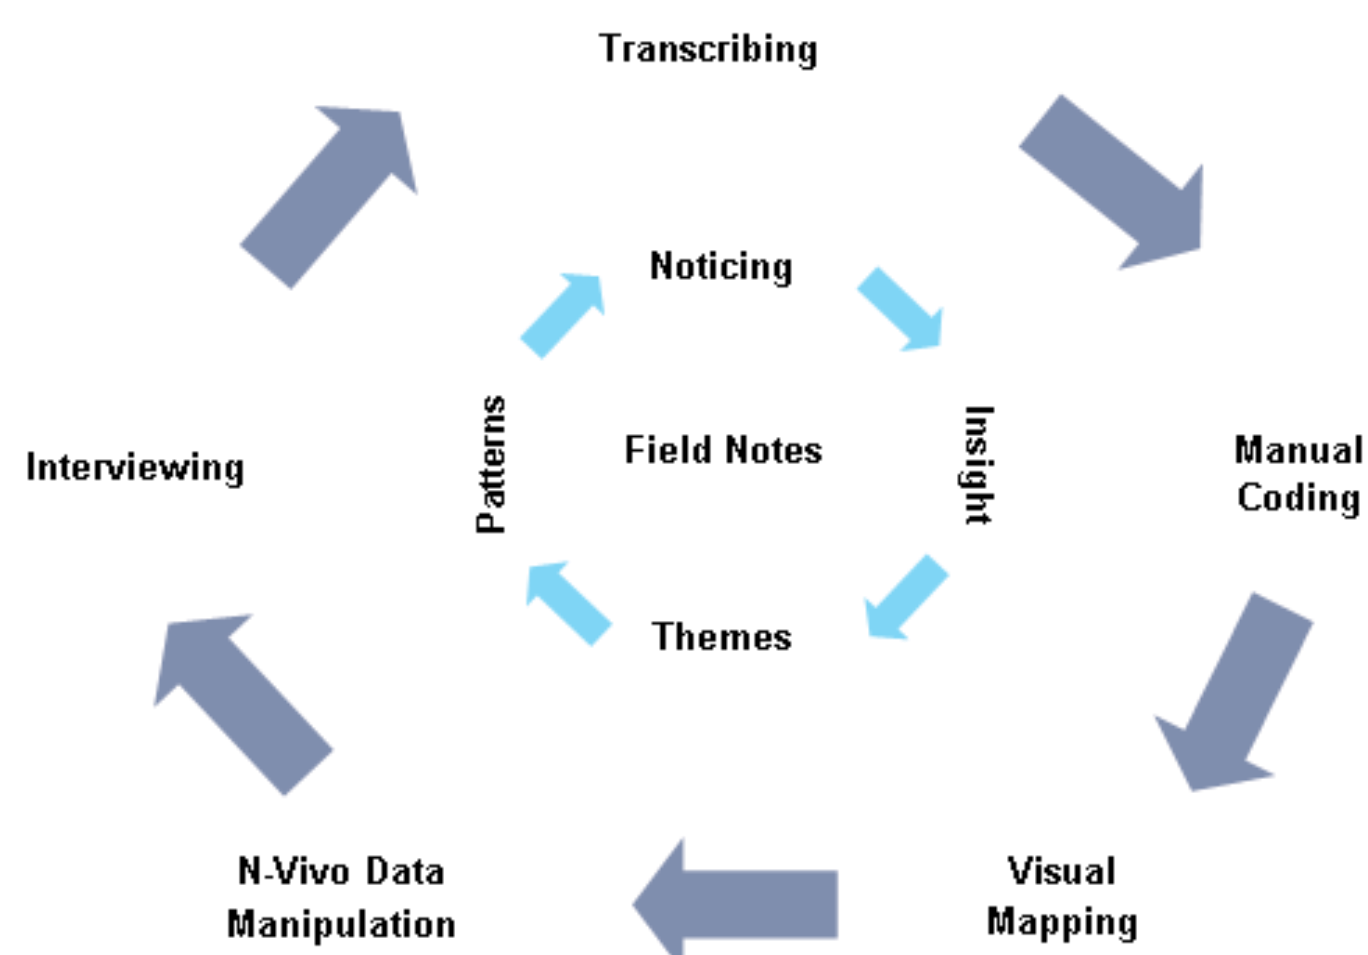 Transcribing
Noticing
Patterns
Field Notes
Insight
Interviewing
Manual
Coding
Themes
N-Vivo Data
Manipulation
Visual
Mapping